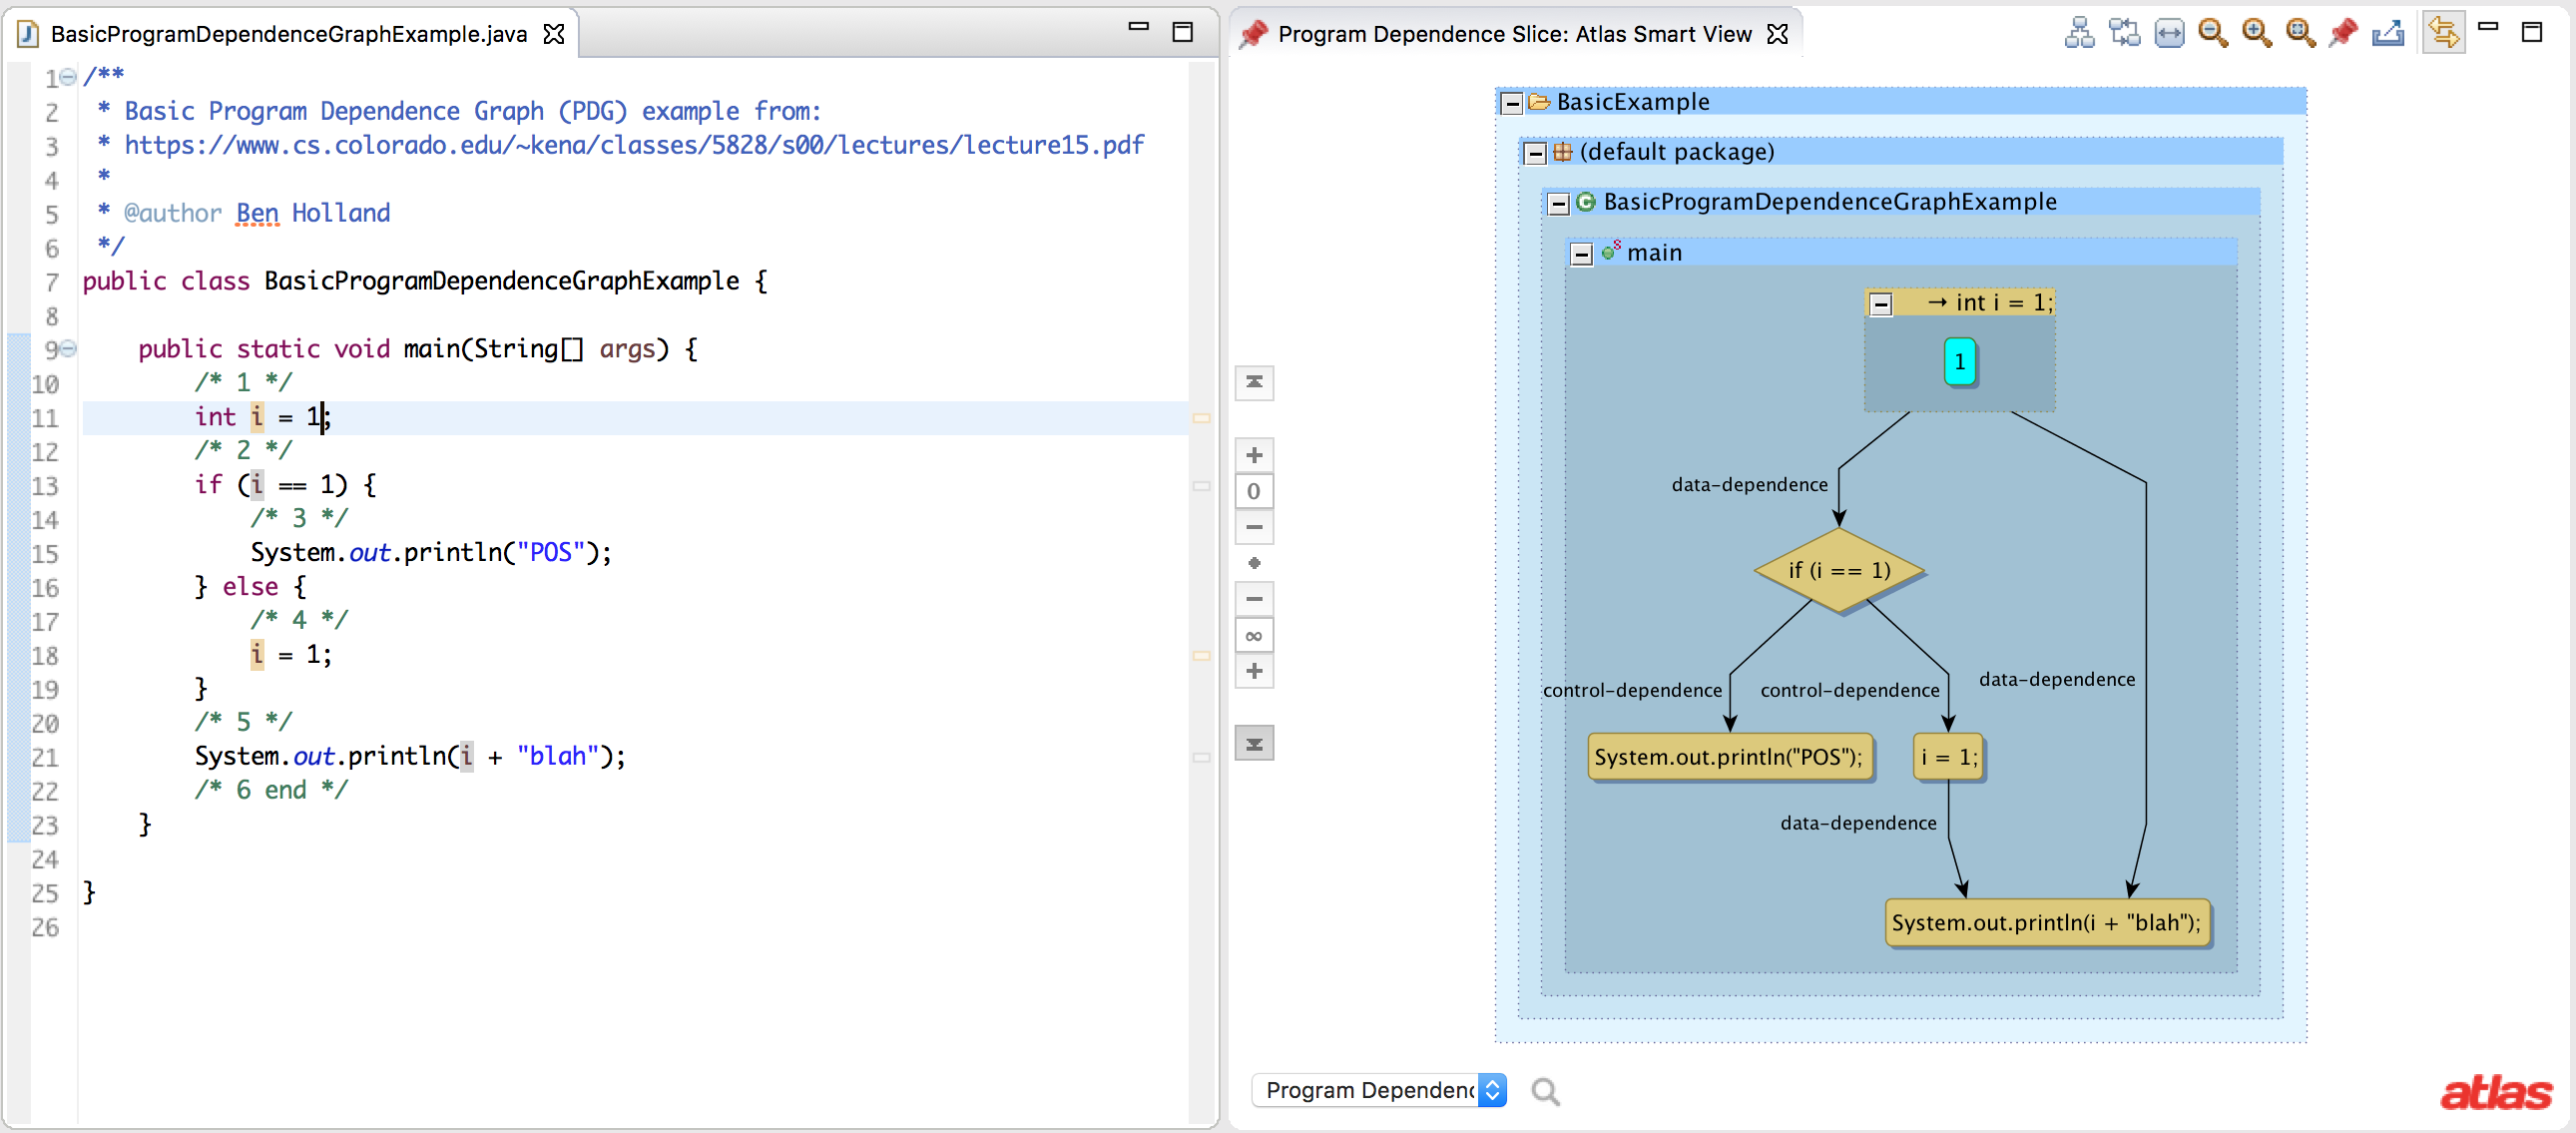 BasicProgramDependenceGraphExample.java
1 /**
2 * Basic Program Dependence Graph (PDG) example from:
3 * https://www.cs.colorado.edu/~kena/classes/5828/s00/lectures/lecture15.pdf
4 *
5 * @author Ben Holland
6 */
7 public class BasicProgramDependenceGraphExample {
8
9 public static void main(String[] args) {
10 /* 1 */
11 int i = 1;
12 /* 2 */
13 if (i == 1) {
14 /* 3 */
15 System.out.println("POS");
16 } else {
17 /* 4 */
18 i = 1;
19 }
20 /* 5 */
21 System.out.println(i + "blah");
22 /* 6 end */
23 }
24
25 }
26
Program Dependence Slice: Atlas Smart View
BasicExample
(default package)
BasicProgramDependenceGraphExample
main
→ int i = 1;
1
data-dependence
if (i == 1)
control-dependence
control-dependence
data-dependence
System.out.println("POS");
i = 1;
data-dependence
System.out.println(i + "blah");
+
0
−
−
∞
+
Program Dependenc
atlas